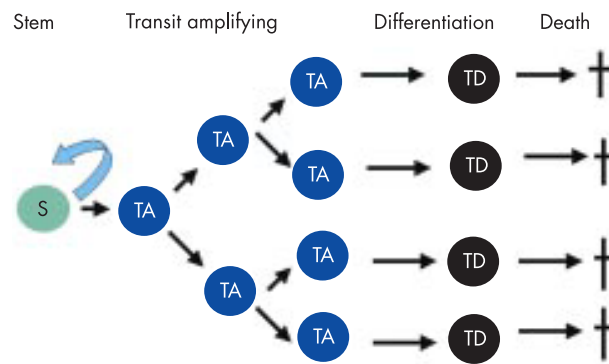 Stem Transit amplifying Differentiation Death
TA TD
TA
TA TD
S TA
TA TD
TA
TA TD